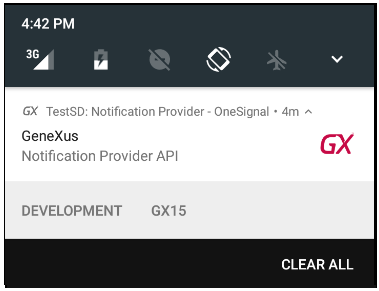 4:42 PM
3G
GX TestSD: Notification Provider - OneSignal • 4m
GeneXus
Notification Provider API
GX
DEVELOPMENT GX15
CLEAR ALL